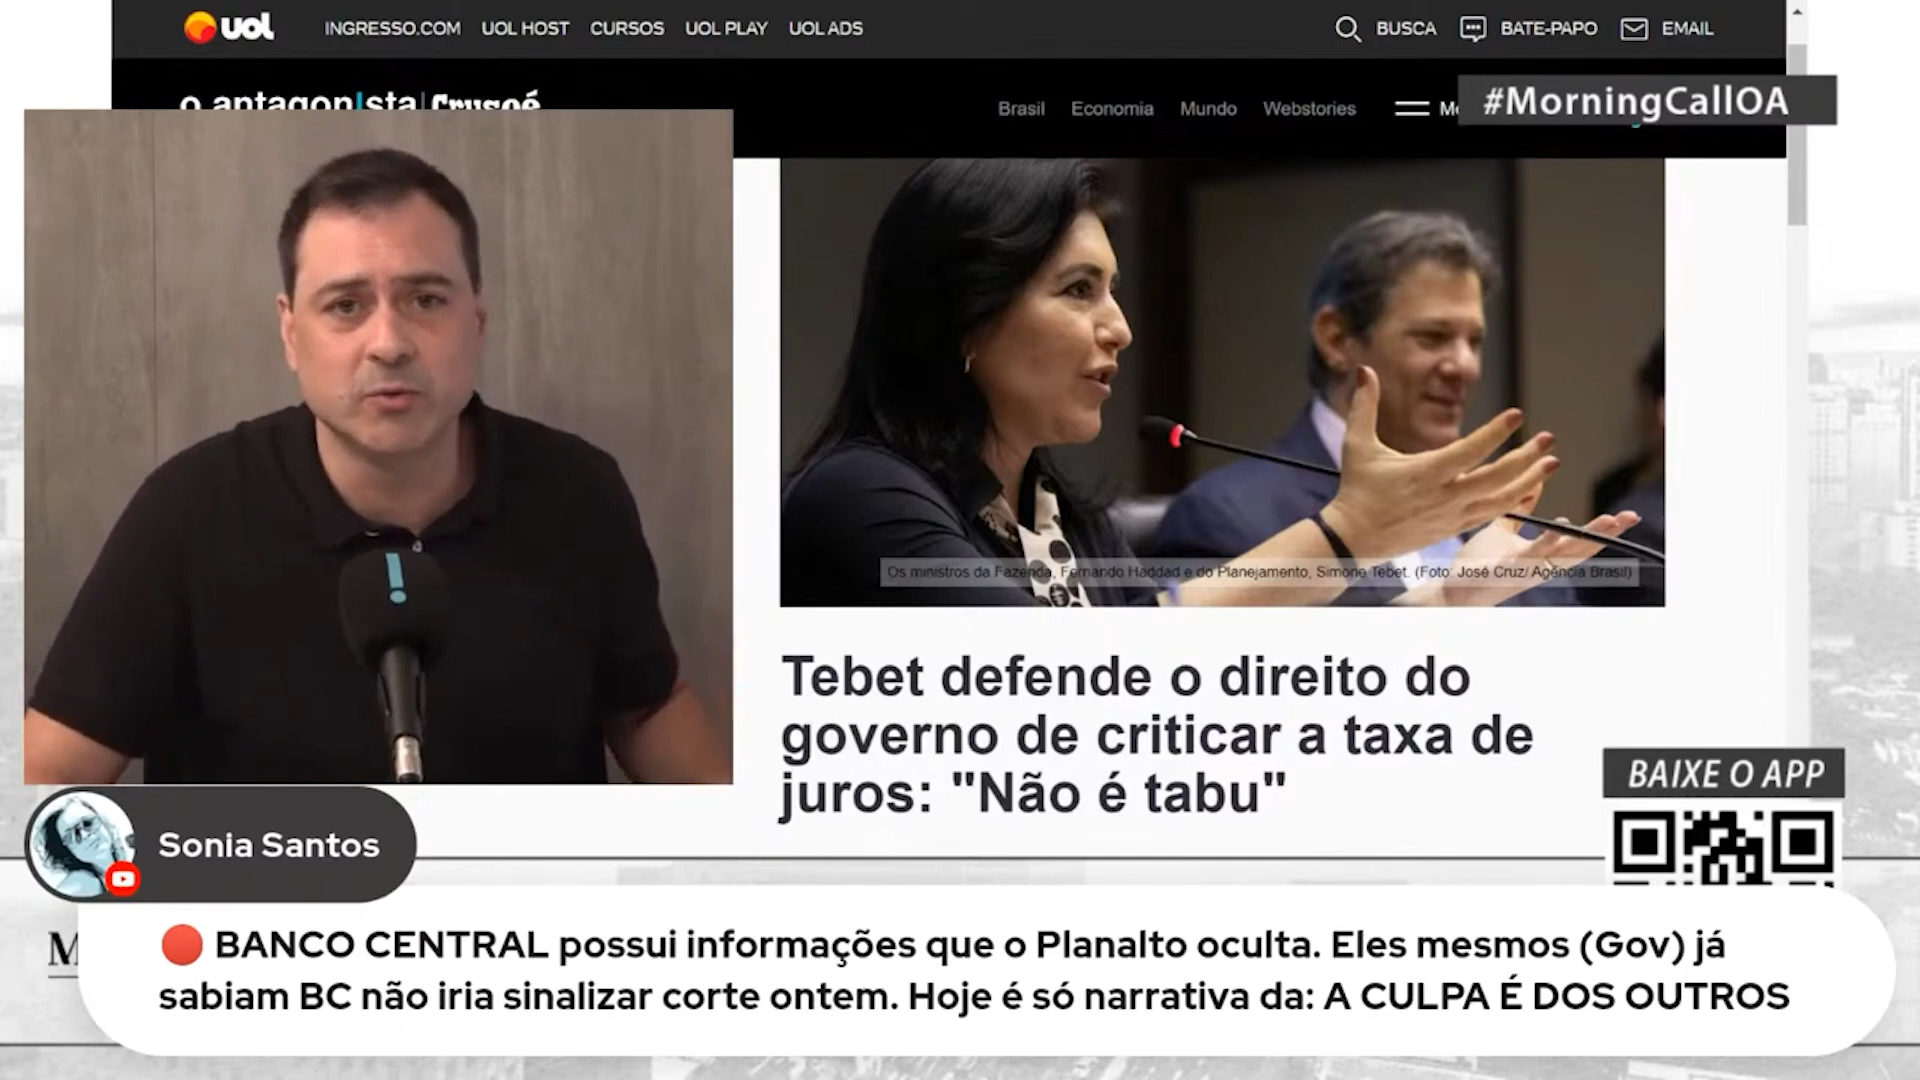 uol
INGRESSO.COM UOL HOST CURSOS UOL PLAY UOL ADS
BUSCA BATE-PAPO EMAIL
o antagonista|Crusoé
Brasil Economia Mundo Webstories
#MorningCallOA
Os ministros da Fazenda, Fernando Haddad e do Planejamento, Simone Tebet. (Foto: José Cruz/ Agência Brasil)
Tebet defende o direito do
governo de criticar a taxa de
juros: "Não é tabu"
BAIXE O APP
Sonia Santos
BANCO CENTRAL possui informações que o Planalto oculta. Eles mesmos (Gov) já
sabiam BC não iria sinalizar corte ontem. Hoje é só narrativa da: A CULPA É DOS OUTROS